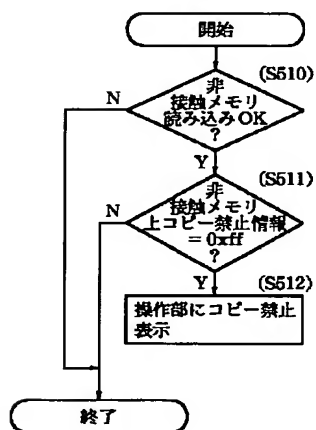 開始
(S510)
非
接触メモリ
読み込みOK
?
N
Y
(S511)
非
接触メモリ
上コピー禁止情報
= 0xff
?
N
Y
(S512)
操作部にコピー禁止
表示
終了